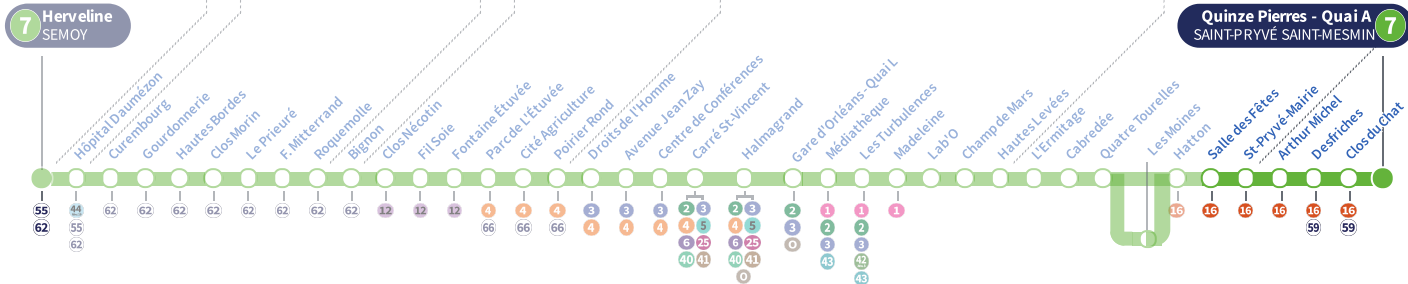 7 Herveline
SEMOY
Quinze Pierres - Quai A 7
SAINT-PRYVÉ SAINT-MESMIN
Hôpital Daumézon
Curembourg
Gourdonnerie
Hautes Bordes
Clos Morin
Le Prieuré
F. Mitterrand
Roquemolle
Bignon
Clos Nécotin
Fil Soie
Fontaine Étuvée
Parc de L'Étuvée
Cité Agriculture
Poirier Rond
Droits de l'Homme
Avenue Jean Zay
Centre de Conférences
Carré St-Vincent
Halmagrand
Gare d'Orléans - Quai L
Médiathèque
Les Turbulences
Madeleine
Lab'O
Champ de Mars
Hautes Levées
L'Ermitage
Cabredée
Quatre Tourelles
Les Moines
Hatton
Salle des Fêtes
St-Pryvé-Mairie
Arthur Michel
Desfriches
Clos du Chat
55 44 62 62 62 62 62 62 62 62 12 12 12 4 4 4 3 3 3 2 3 2 3 2 1 1 1 16 16 16 16 16 16
62 55 66 66 66 4 4 4 4 5 4 5 3 2 2 59 59
62 6 25 6 25 O 3 3
40 41 40 41 43 42
O 43